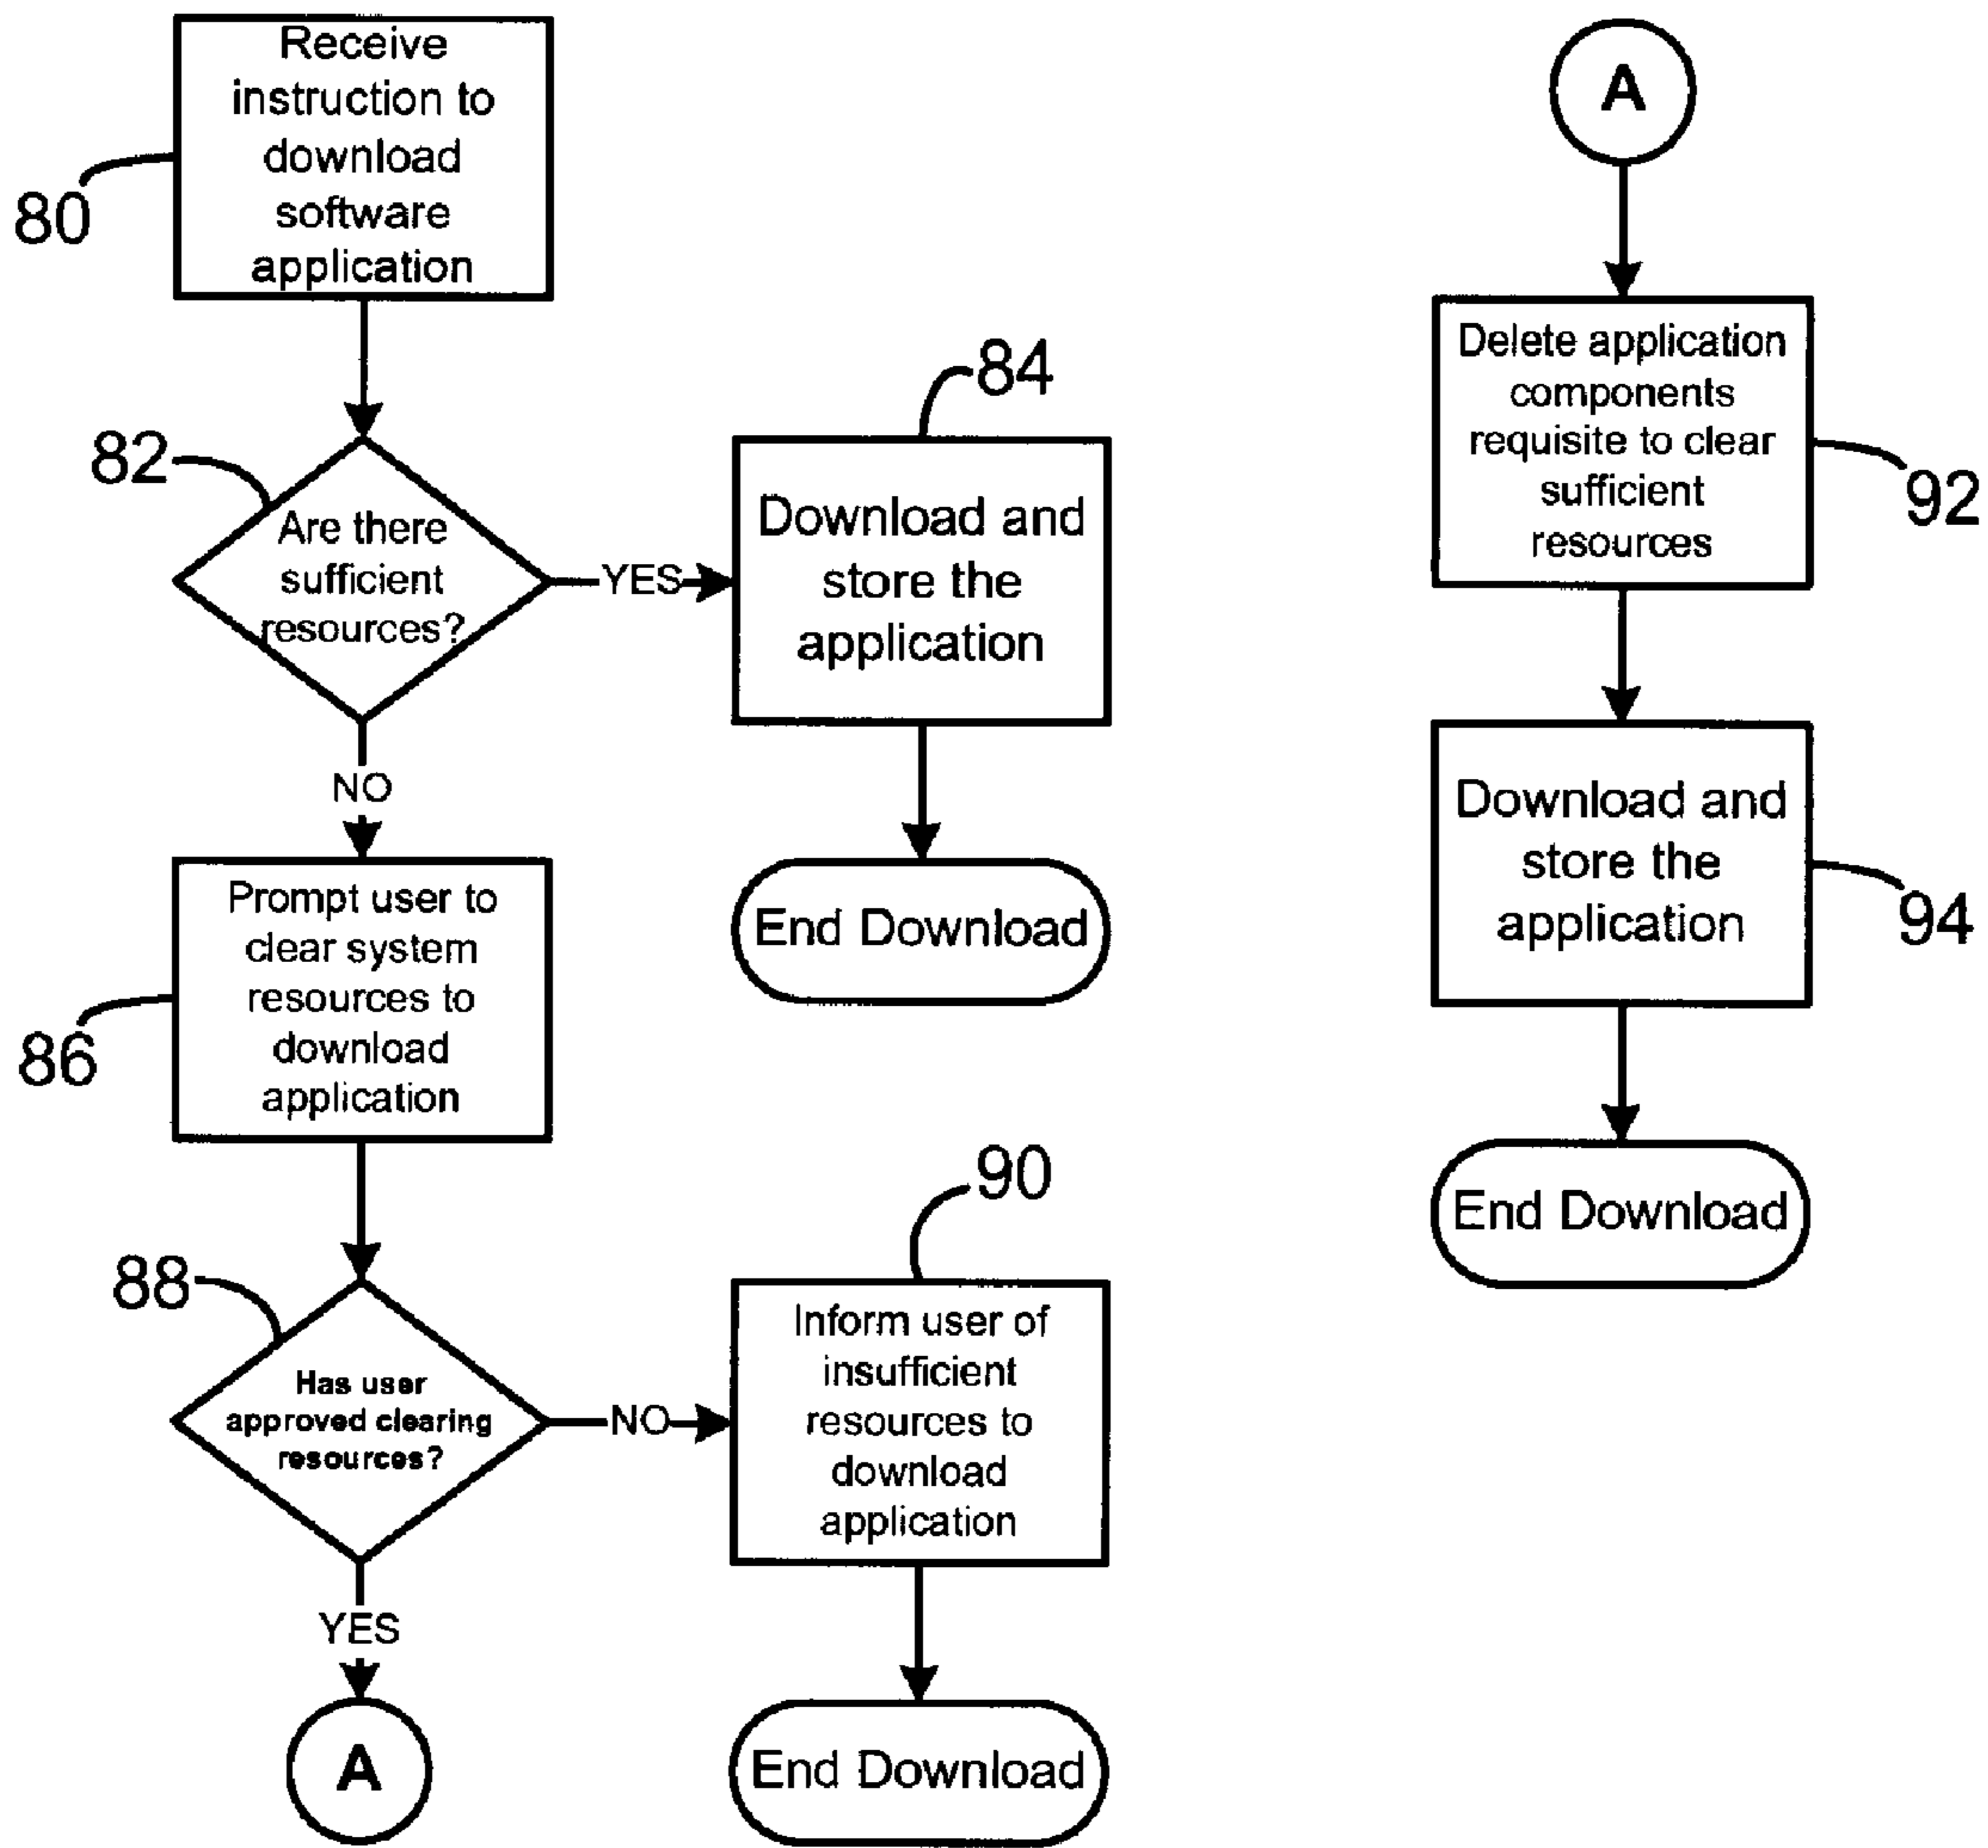 Receive
instruction to
download
software
application
80
82
Are there
sufficient
resources?
YES
84
Download and
store the
application
End Download
NO
Prompt user to
clear system
resources to
download
application
86
88
Has user
approved clearing
resources?
NO
90
Inform user of
insufficient
resources to
download
application
End Download
YES
A
A
Delete application
components
requisite to clear
sufficient
resources
92
Download and
store the
application
94
End Download